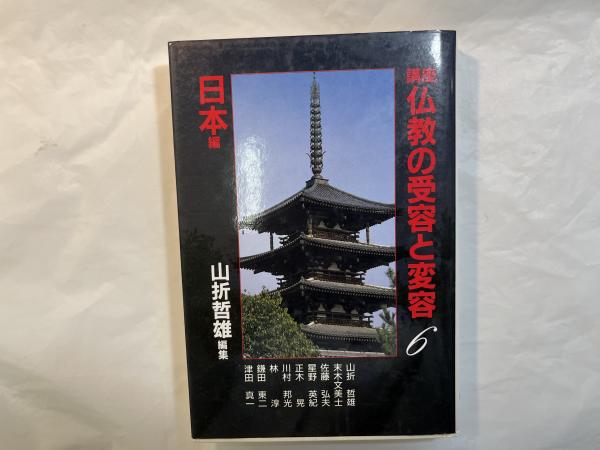 講座
仏教の受容と変容
6
日本編
山折哲雄 編集
山折 哲雄
末木文美士
佐藤 弘夫
星野 英紀
正木 晃
川村 邦光
林 淳
鎌田 東二
津田 真一